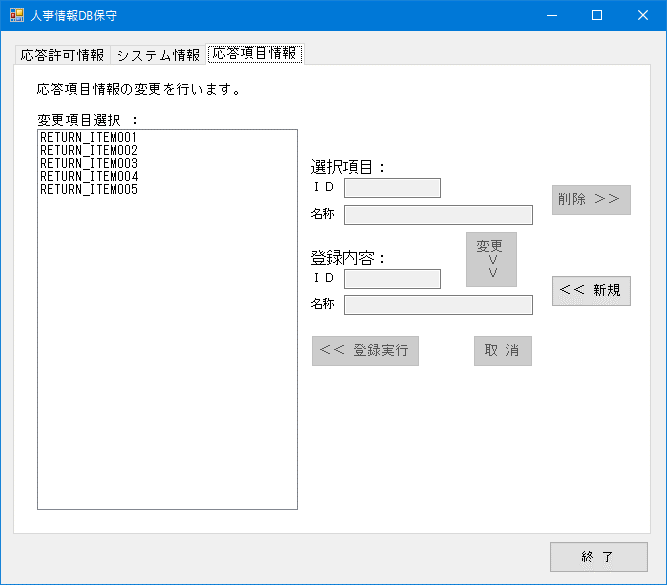 人事情報DB保守
応答許可情報 システム情報 応答項目情報
応答項目情報の変更を行います。
変更項目選択 :
RETURN_ITEM001
RETURN_ITEM002
RETURN_ITEM003
RETURN_ITEM004
RETURN_ITEM005
選択項目:
ID
名称
削除 >>
変更
∨
∨
登録内容:
ID
名称
<< 新規
<< 登録実行
取 消
終 了